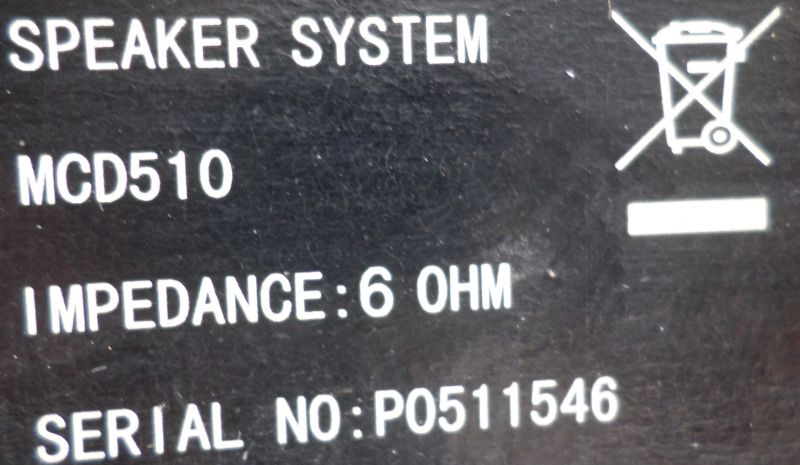 SPEAKER SYSTEM
MCD510
IMPEDANCE:6 OHM
SERIAL NO:P0511546